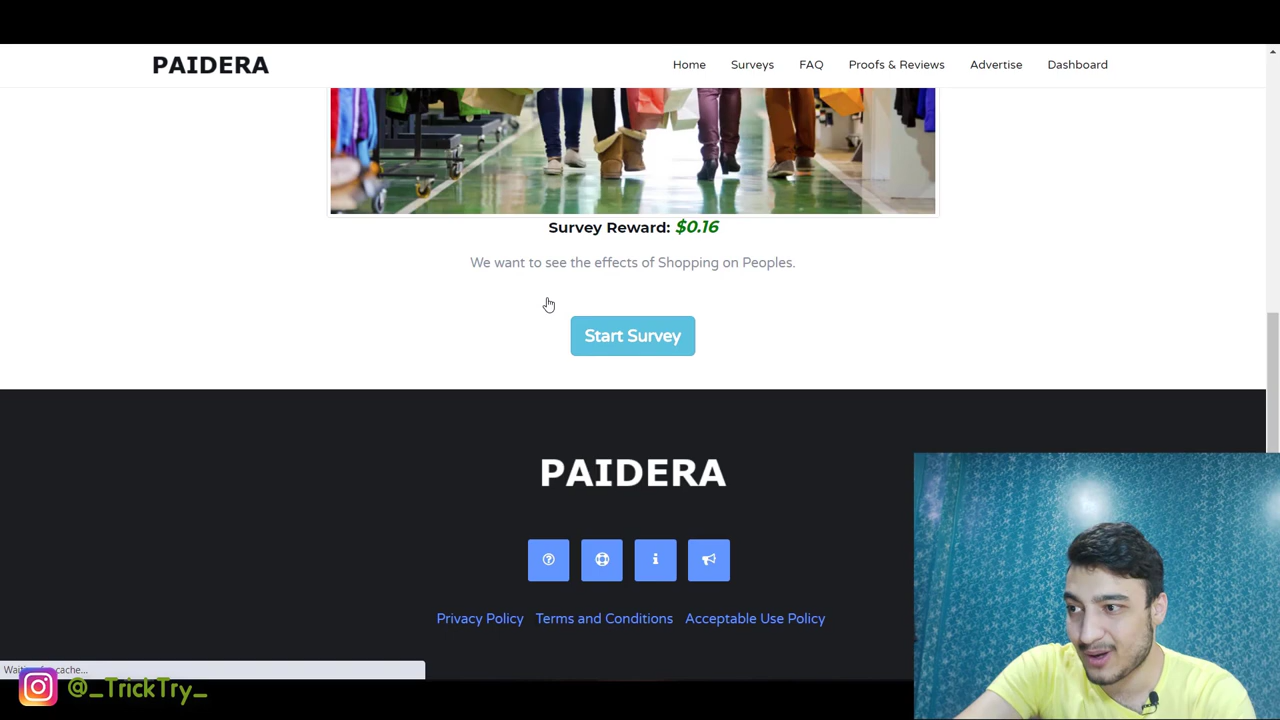 PAIDERA
Home Surveys FAQ Proofs & Reviews Advertise Dashboard
Survey Reward: $0.16
We want to see the effects of Shopping on Peoples.
Start Survey
PAIDERA
Privacy Policy Terms and Conditions Acceptable Use Policy
cache...
@_TrickTry_